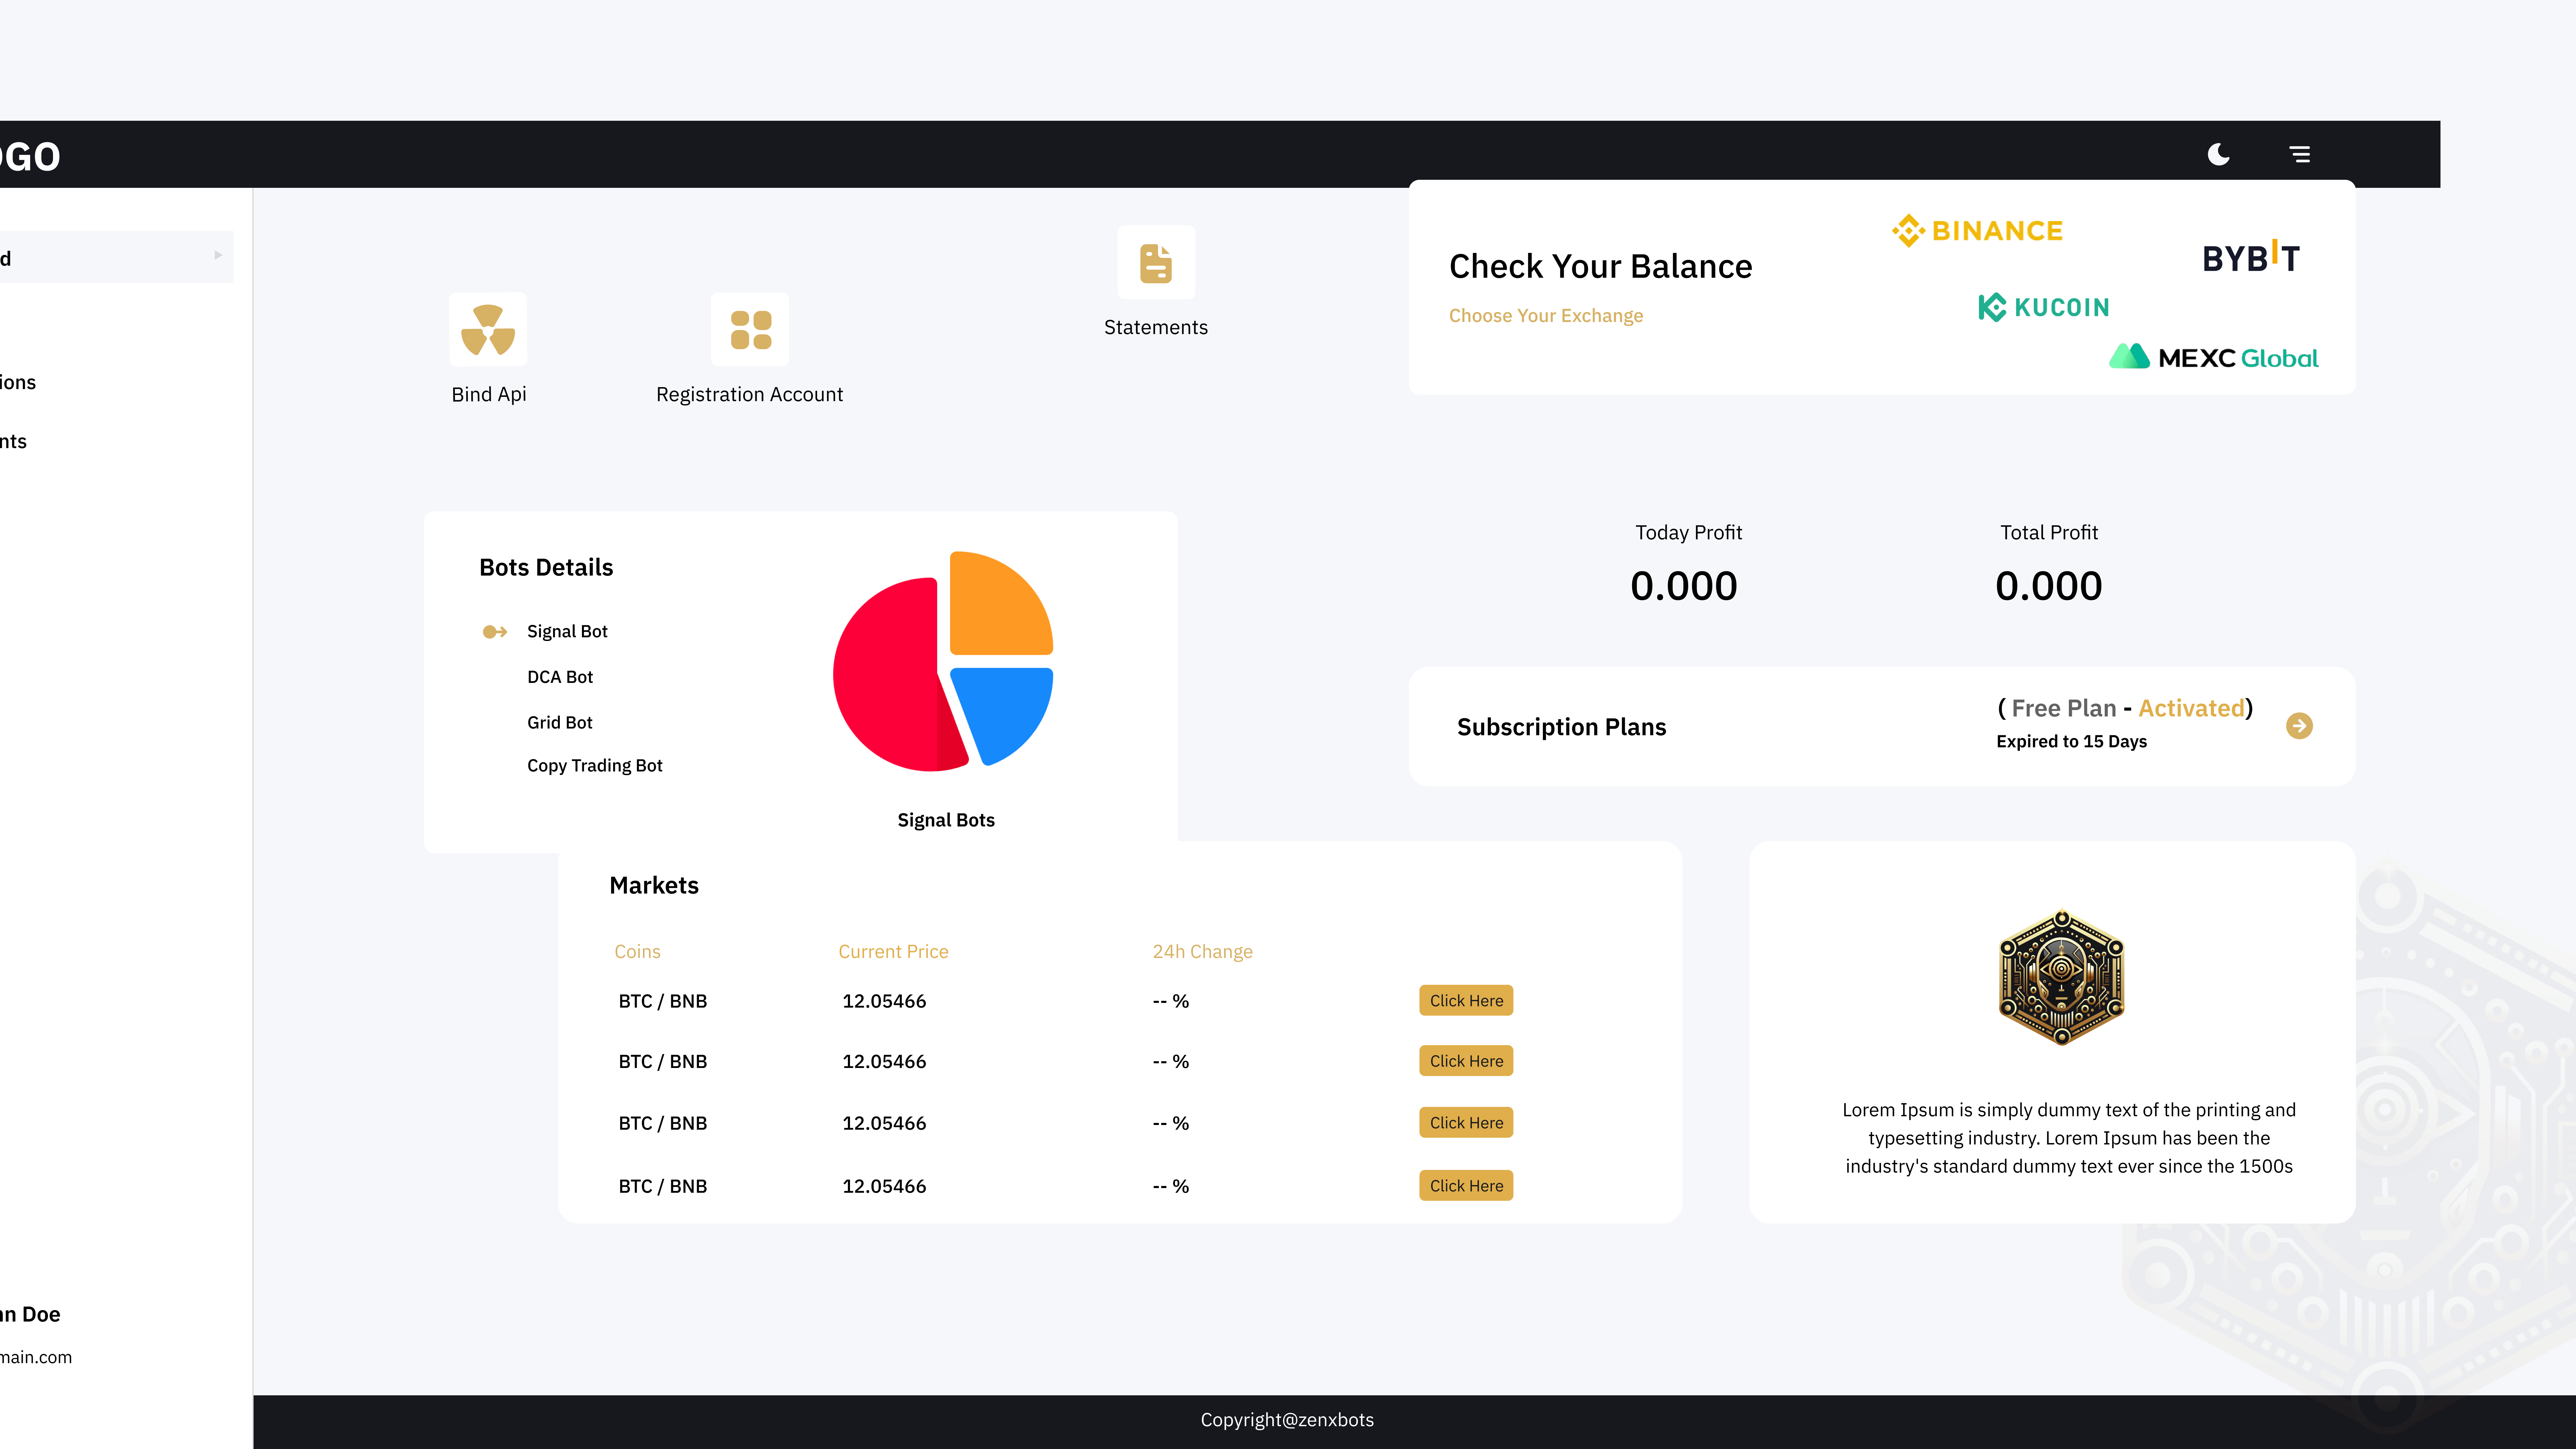 OGO
d
ions
nts
nn Doe
main.com
Bind Api
Registration Account
Statements
Check Your Balance
Choose Your Exchange
BINANCE
BYBIT
KUCOIN
MEXC Global
Bots Details
Signal Bot
DCA Bot
Grid Bot
Copy Trading Bot
Signal Bots
Today Profit
Total Profit
0.000
0.000
Subscription Plans
( Free Plan - Activated)
Expired to 15 Days
Markets
Coins Current Price 24h Change
BTC / BNB 12.05466 -- % Click Here
BTC / BNB 12.05466 -- % Click Here
BTC / BNB 12.05466 -- % Click Here
BTC / BNB 12.05466 -- % Click Here
Lorem Ipsum is simply dummy text of the printing and
typesetting industry. Lorem Ipsum has been the
industry's standard dummy text ever since the 1500s
Copyright@zenxbots